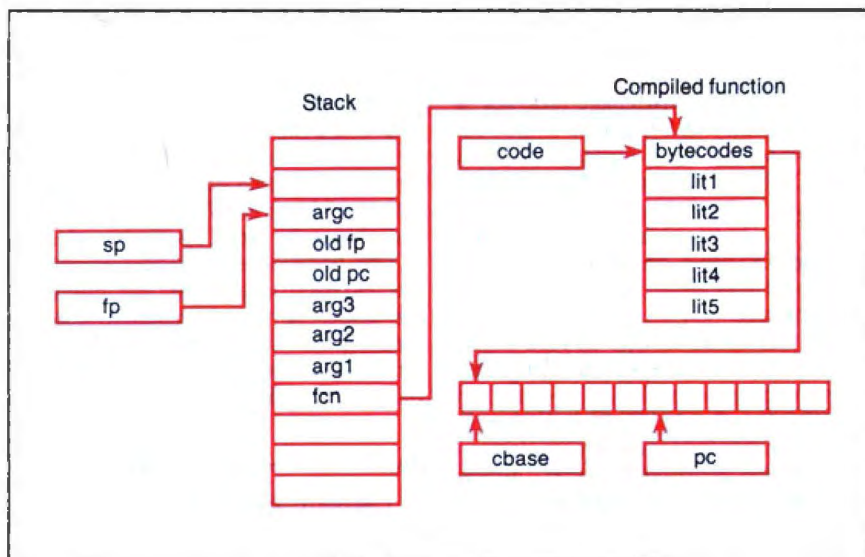 Stack
argc
old fp
old pc
arg3
arg2
arg1
fcn
sp
fp
Compiled function
code
bytecodes
lit1
lit2
lit3
lit4
lit5
cbase
pc